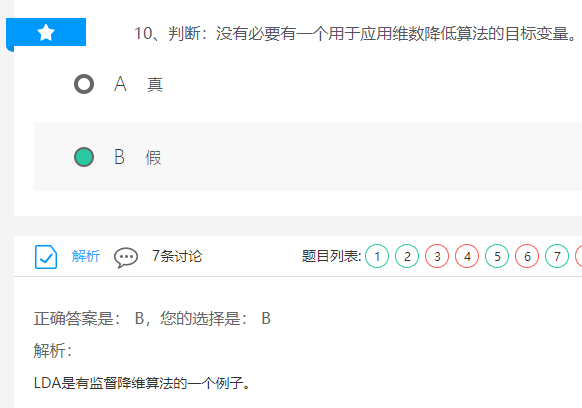 10、判断：没有必要有一个用于应用维数降低算法的目标变量。
A 真
B 假
解析 7条讨论 题目列表: 1 2 3 4 5 6 7
正确答案是： B，您的选择是： B
解析：
LDA是有监督降维算法的一个例子。